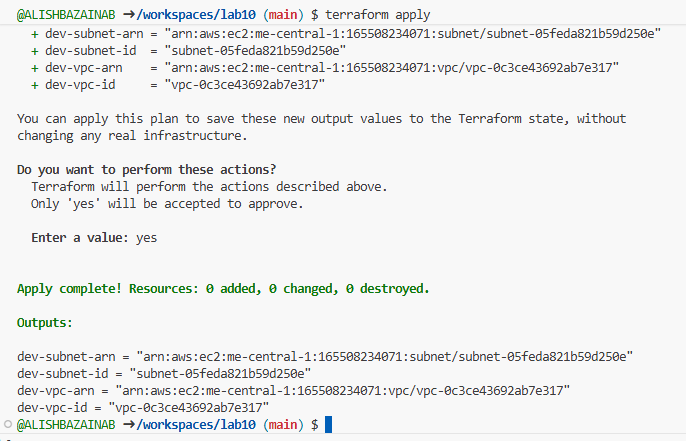 @ALISHBAZAINAB ➜/workspaces/lab10 (main) $ terraform apply
+ dev-subnet-arn = "arn:aws:ec2:me-central-1:165508234071:subnet/subnet-05feda821b59d250e"
+ dev-subnet-id  = "subnet-05feda821b59d250e"
+ dev-vpc-arn    = "arn:aws:ec2:me-central-1:165508234071:vpc/vpc-0c3ce43692ab7e317"
+ dev-vpc-id     = "vpc-0c3ce43692ab7e317"
You can apply this plan to save these new output values to the Terraform state, without
changing any real infrastructure.
Do you want to perform these actions?
Terraform will perform the actions described above.
Only 'yes' will be accepted to approve.
Enter a value: yes
Apply complete! Resources: 0 added, 0 changed, 0 destroyed.
Outputs:
dev-subnet-arn = "arn:aws:ec2:me-central-1:165508234071:subnet/subnet-05feda821b59d250e"
dev-subnet-id = "subnet-05feda821b59d250e"
dev-vpc-arn = "arn:aws:ec2:me-central-1:165508234071:vpc/vpc-0c3ce43692ab7e317"
dev-vpc-id = "vpc-0c3ce43692ab7e317"
@ALISHBAZAINAB ➜/workspaces/lab10 (main) $